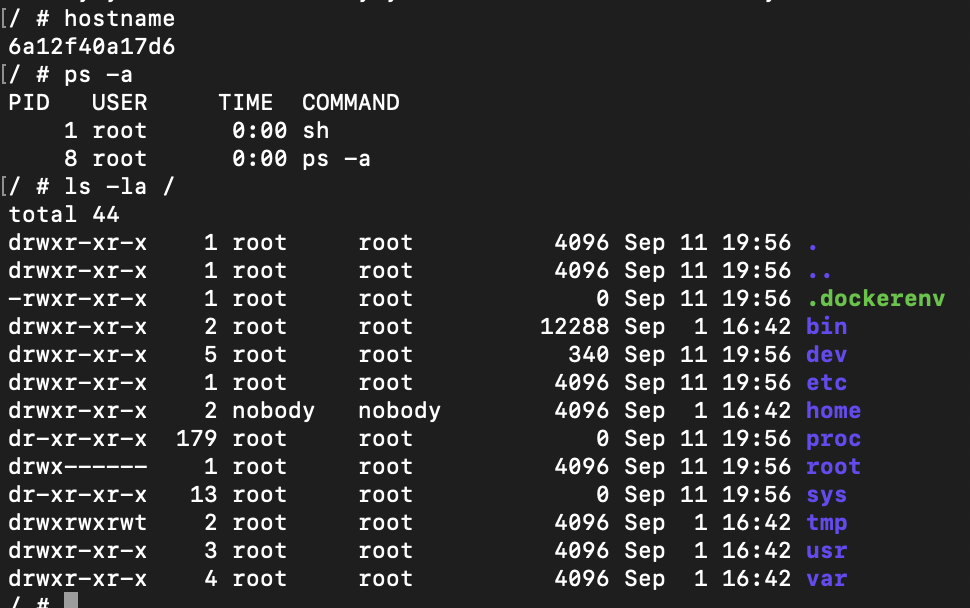 [/ # hostname
6a12f40a17d6
[/ # ps -a
PID   USER     TIME  COMMAND
    1 root      0:00 sh
    8 root      0:00 ps -a
[/ # ls -la /
total 44
drwxr-xr-x    1 root     root          4096 Sep 11 19:56 .
drwxr-xr-x    1 root     root          4096 Sep 11 19:56 ..
-rwxr-xr-x    1 root     root             0 Sep 11 19:56 .dockerenv
drwxr-xr-x    2 root     root         12288 Sep  1 16:42 bin
drwxr-xr-x    5 root     root           340 Sep 11 19:56 dev
drwxr-xr-x    1 root     root          4096 Sep 11 19:56 etc
drwxr-xr-x    2 nobody   nobody        4096 Sep  1 16:42 home
dr-xr-xr-x  179 root     root             0 Sep 11 19:56 proc
drwx------    1 root     root          4096 Sep 11 19:56 root
dr-xr-xr-x   13 root     root             0 Sep 11 19:56 sys
drwxrwxrwt    2 root     root          4096 Sep  1 16:42 tmp
drwxr-xr-x    3 root     root          4096 Sep  1 16:42 usr
drwxr-xr-x    4 root     root          4096 Sep  1 16:42 var
/ #